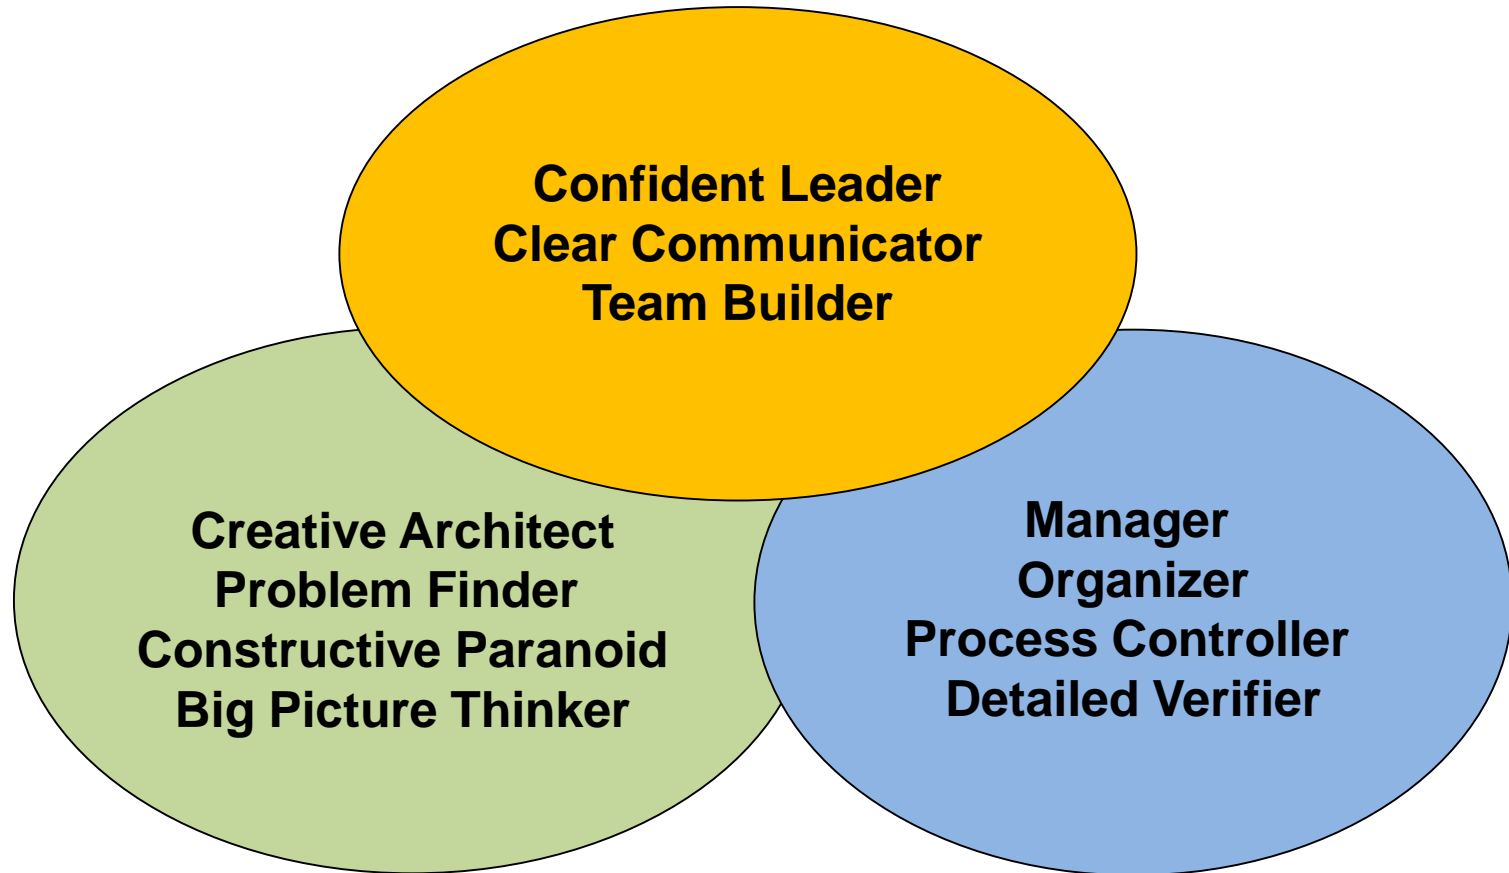 Confident Leader
Clear Communicator
Team Builder
Creative Architect
Problem Finder
Constructive Paranoid
Big Picture Thinker
Manager
Organizer
Process Controller
Detailed Verifier